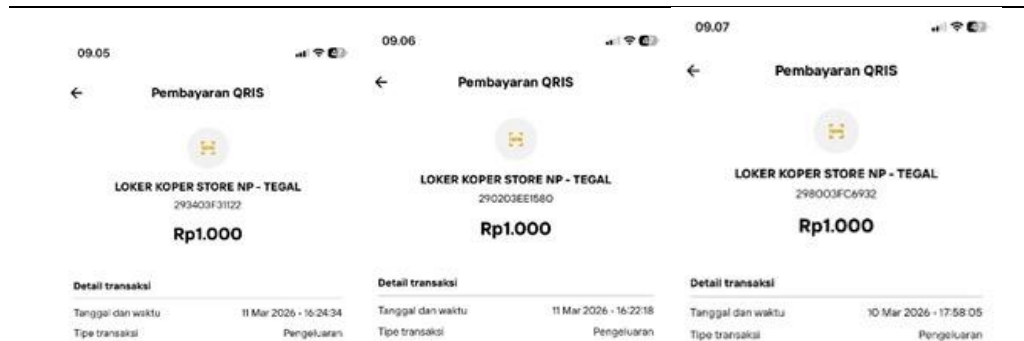 09.05
Pembayaran QRIS
LOKER KOPER STORE NP - TEGAL
293403F31122
Rp1.000
Detail transaksi
Tanggal dan waktu 11 Mar 2026 - 16:24:34
Tipe transaksi Pengeluaran
09.06
Pembayaran QRIS
LOKER KOPER STORE NP - TEGAL
290203EE1580
Rp1.000
Detail transaksi
Tanggal dan waktu 11 Mar 2026 - 16:22:18
Tipe transaksi Pengeluaran
09.07
Pembayaran QRIS
LOKER KOPER STORE NP - TEGAL
298003FC6932
Rp1.000
Detail transaksi
Tanggal dan waktu 10 Mar 2026 - 17:58:05
Tipe transaksi Pengeluaran